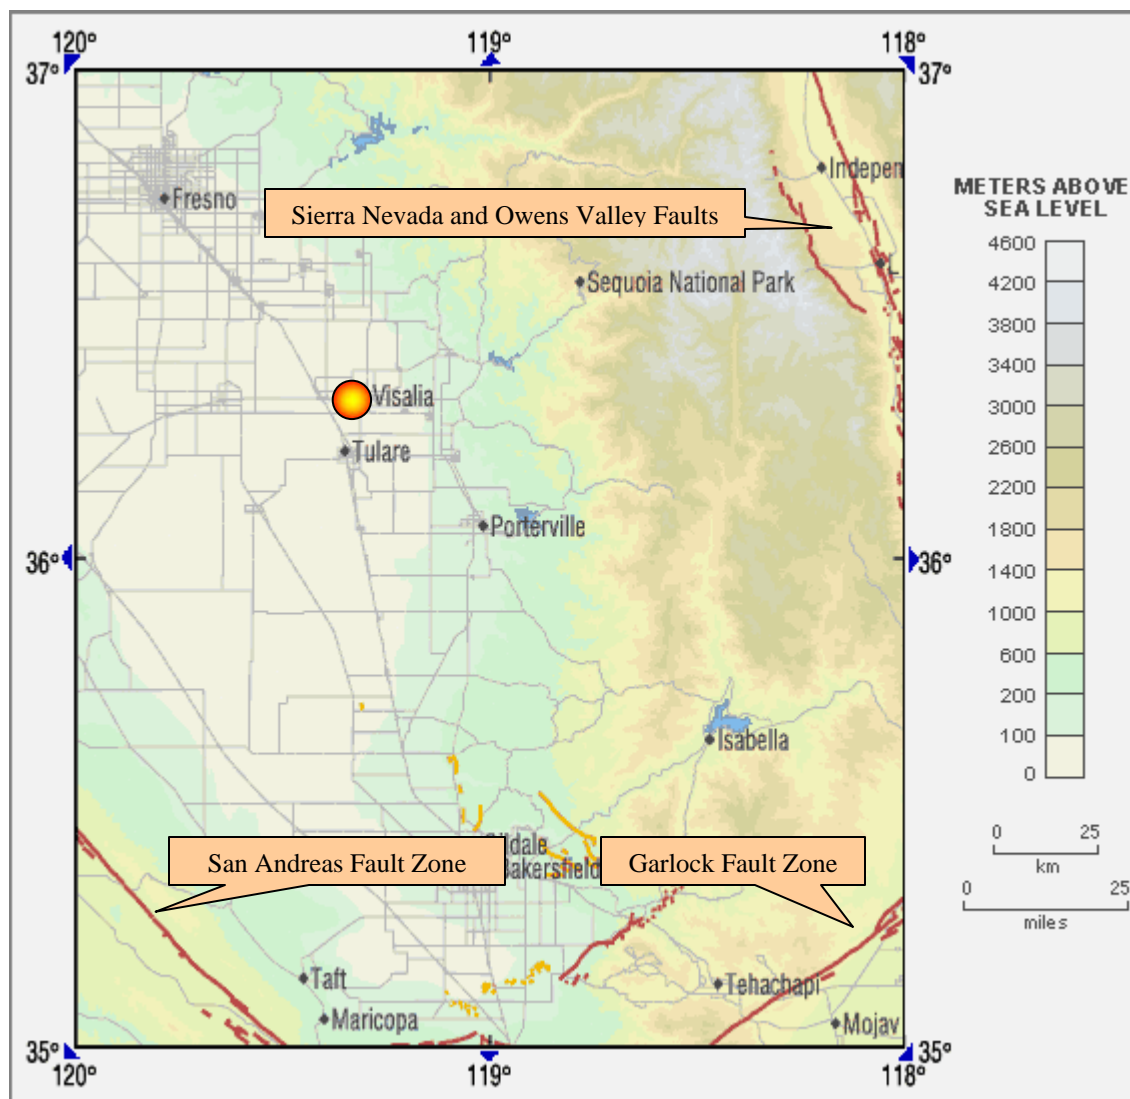 120°
119°
118°
37°
37°
Indepen
Fresno
METERS ABOVE
SEA LEVEL
Sierra Nevada and Owens Valley Faults
4600
L
Sequoia National Park
4200
3800
3400
Visalia
3000
Tulare
2600
2200
Porterville
1800
36°
36°
1400
1000
600
200
Isabella
100
0
0 25
km
ildale
San Andreas Fault Zone
Bakersfield
Garlock Fault Zone
0 25
miles
Taft
Tehachapi
Maricopa
Mojav
35°
35°
120°
119°
118°